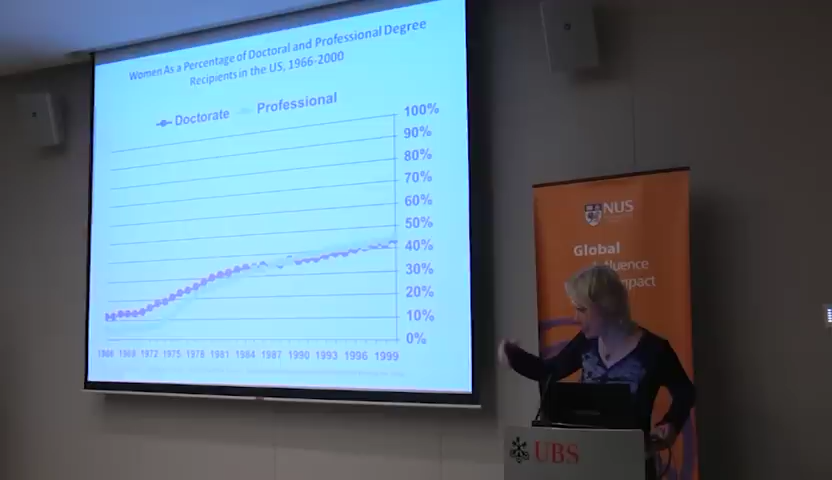 Women As a Percentage of Doctoral and Professional Degree
Recipients in the US, 1966-2000
Doctorate Professional
100%
90%
80%
70%
60%
50%
40%
30%
20%
10%
0%
1966 1969 1972 1975 1978 1981 1984 1987 1990 1993 1996 1999
NUS
Global
UBS